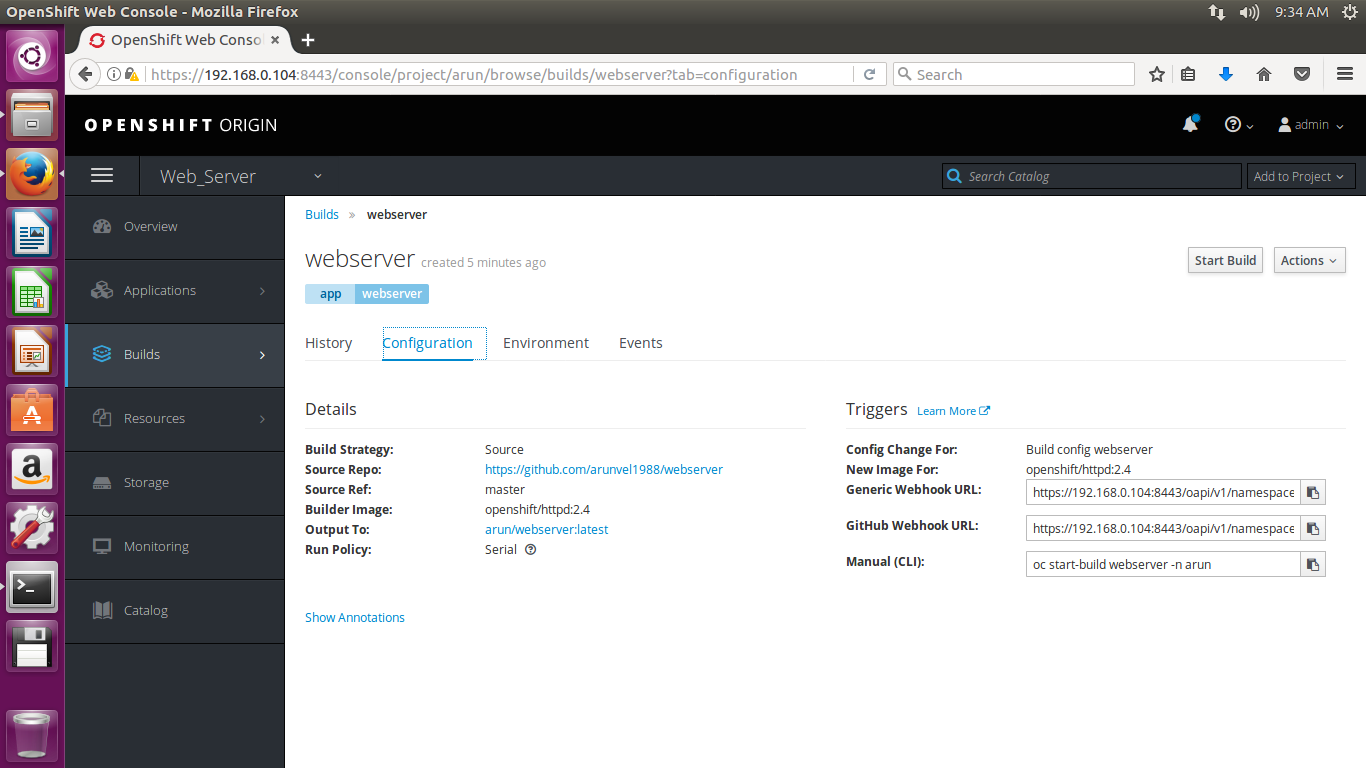 OpenShift Web Console - Mozilla Firefox
9:34 AM
OpenShift Web Conso
https://192.168.0.104:8443/console/project/arun/browse/builds/webserver?tab=configuration
Search
OPENSHIFT ORIGIN
admin
Web_Server
Search Catalog
Add to Project
Overview
Applications
Builds
Resources
Storage
Monitoring
Catalog
Builds » webserver
webserver created 5 minutes ago
Start Build
Actions
app webserver
History Configuration Environment Events
Details
Build Strategy: Source
Source Repo: https://github.com/arunvel1988/webserver
Source Ref: master
Builder Image: openshift/httpd:2.4
Output To: arun/webserver:latest
Run Policy: Serial
Show Annotations
Triggers Learn More
Config Change For: Build config webserver
New Image For: openshift/httpd:2.4
Generic Webhook URL: https://192.168.0.104:8443/oapi/v1/namespace
GitHub Webhook URL: https://192.168.0.104:8443/oapi/v1/namespace
Manual (CLI): oc start-build webserver -n arun